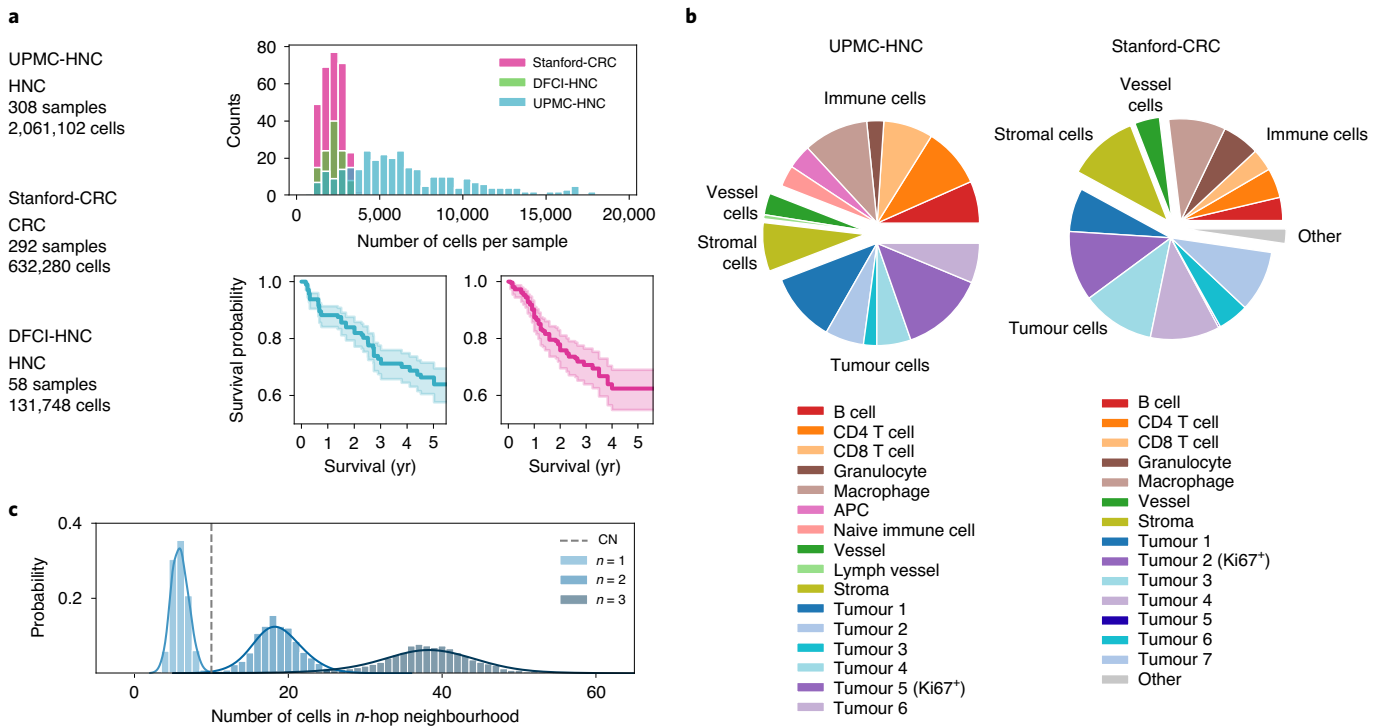 a
UPMC-HNC
HNC
308 samples
2,061,102 cells
Stanford-CRC
CRC
292 samples
632,280 cells
DFCI-HNC
HNC
58 samples
131,748 cells
80
60
40
20
0
Counts
Stanford-CRC
DFCI-HNC
UPMC-HNC
0 5,000 10,000 15,000 20,000
Number of cells per sample
Survival probability
1.0
0.8
0.6
0 1 2 3 4 5
Survival (yr)
1.0
0.8
0.6
0 1 2 3 4 5
Survival (yr)
b
UPMC-HNC
Immune cells
Vessel
cells
Stromal
cells
Tumour cells
B cell
CD4 T cell
CD8 T cell
Granulocyte
Macrophage
APC
Naive immune cell
Vessel
Lymph vessel
Stroma
Tumour 1
Tumour 2
Tumour 3
Tumour 4
Tumour 5 (Ki67⁺)
Tumour 6
Stanford-CRC
Vessel
cells
Stromal cells
Immune cells
Other
Tumour cells
B cell
CD4 T cell
CD8 T cell
Granulocyte
Macrophage
Vessel
Stroma
Tumour 1
Tumour 2 (Ki67⁺)
Tumour 3
Tumour 4
Tumour 5
Tumour 6
Tumour 7
Other
c
0.4
0.2
Probability
CN
n = 1
n = 2
n = 3
0 20 40 60
Number of cells in n-hop neighbourhood